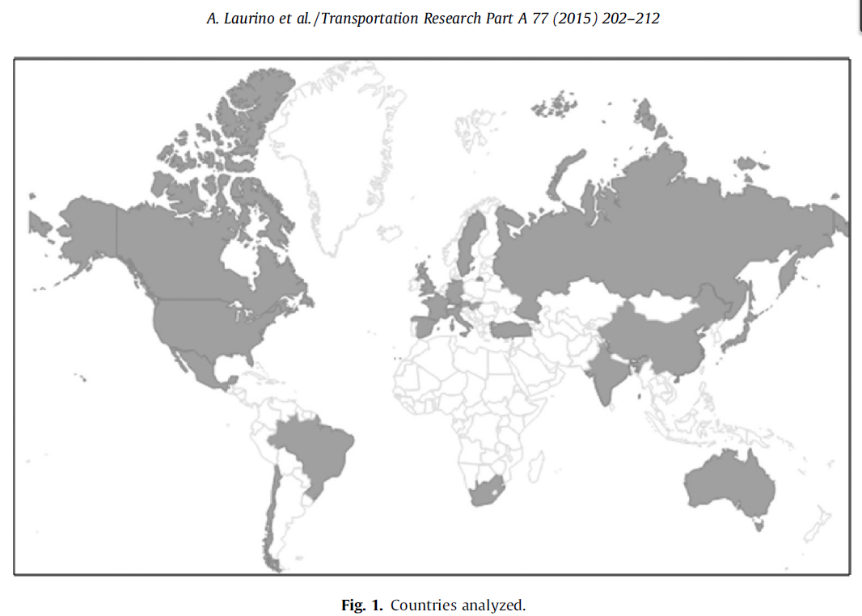 A. Laurino et al. / Transportation Research Part A 77 (2015) 202–212
Fig. 1. Countries analyzed.